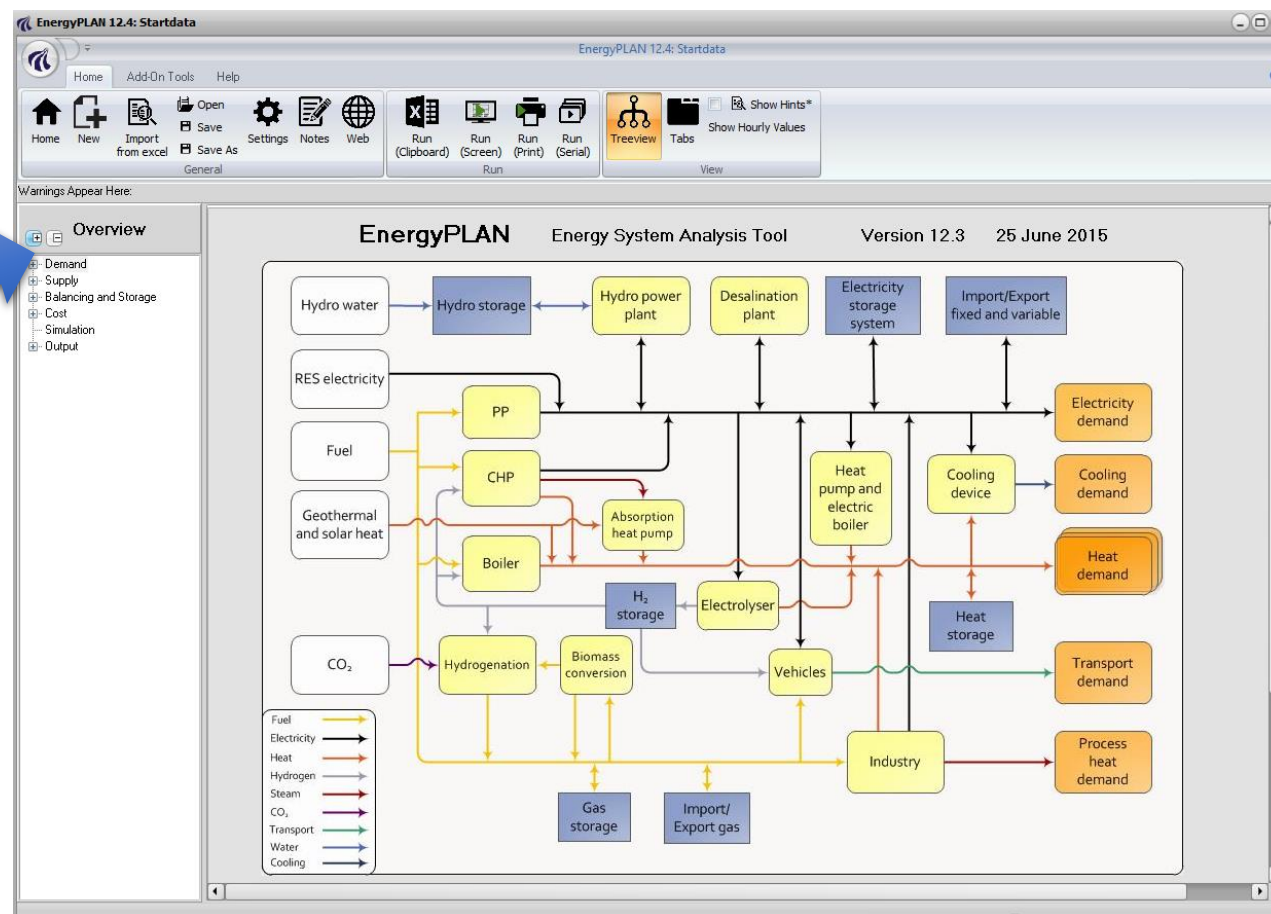 EnergyPLAN 12.4: Startdata
EnergyPLAN 12.4: Startdata
Home Add-On Tools Help
Home
New
Import
from excel
Open
Save
Save As
Settings
Notes
Web
General
Run
(Clipboard)
Run
(Screen)
Run
(Print)
Run
(Serial)
Run
Treeview
Tabs
Show Hints*
Show Hourly Values
View
Warnings Appear Here:
Overview
Demand
Supply
Balancing and Storage
Cost
Simulation
Output
EnergyPLAN Energy System Analysis Tool Version 12.3 25 June 2015
Hydro water
Hydro storage
Hydro power
plant
Desalination
plant
Electricity
storage
system
Import/Export
fixed and variable
RES electricity
PP
Electricity
demand
Fuel
CHP
Heat
pump and
electric
boiler
Cooling
device
Cooling
demand
Geothermal
and solar heat
Absorption
heat pump
Boiler
Heat
demand
H₂
storage
Electrolyser
Heat
storage
CO₂
Hydrogenation
Biomass
conversion
Vehicles
Transport
demand
Industry
Process
heat
demand
Gas
storage
Import/
Export gas
Fuel
Electricity
Heat
Hydrogen
Steam
CO₂
Transport
Water
Cooling